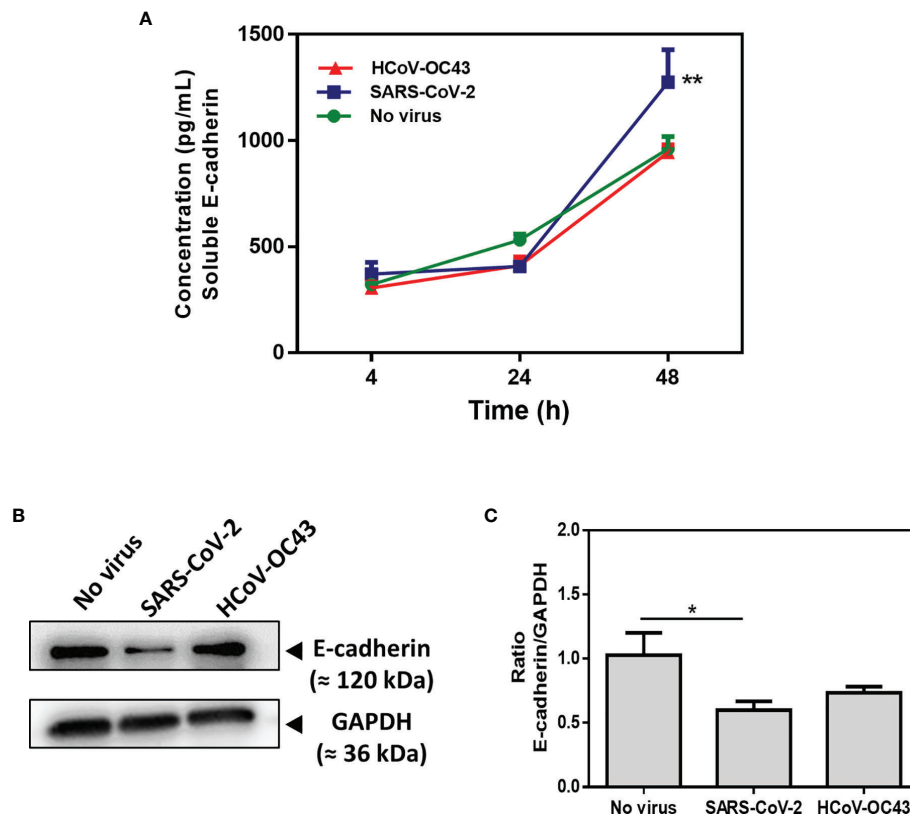 A
Concentration (pg/mL)
Soluble E-cadherin
1500
1000
500
0
HCoV-OC43
SARS-CoV-2
No virus
**
4 24 48
Time (h)
B
No virus
SARS-CoV-2
HCoV-OC43
E-cadherin
(≈ 120 kDa)
GAPDH
(≈ 36 kDa)
C
Ratio
E-cadherin/GAPDH
2.0
1.5
1.0
0.5
0.0
*
No virus SARS-CoV-2 HCoV-OC43